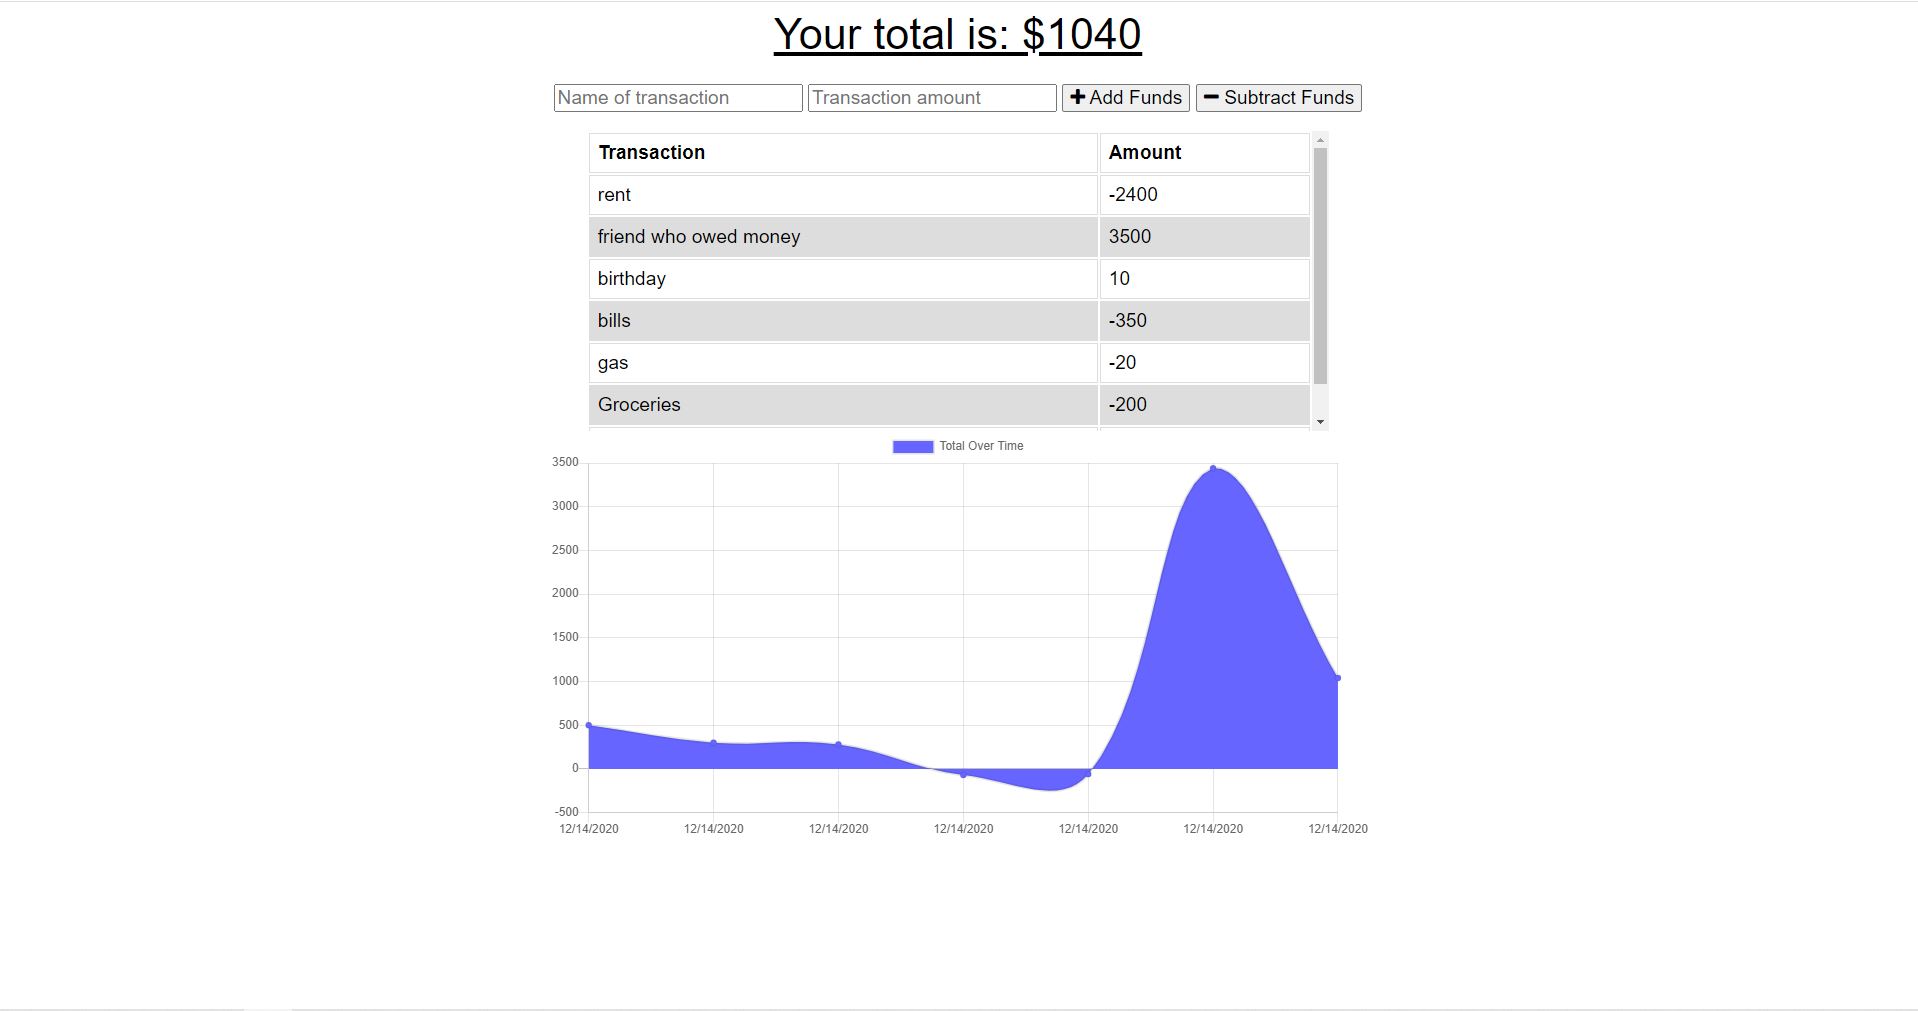 Your total is: $1040
Name of transaction Transaction amount Add Funds Subtract Funds
Transaction Amount
rent -2400
friend who owed money 3500
birthday 10
bills -350
gas -20
Groceries -200
Total Over Time
3500
3000
2500
2000
1500
1000
500
0
-500
12/14/2020 12/14/2020 12/14/2020 12/14/2020 12/14/2020 12/14/2020 12/14/2020